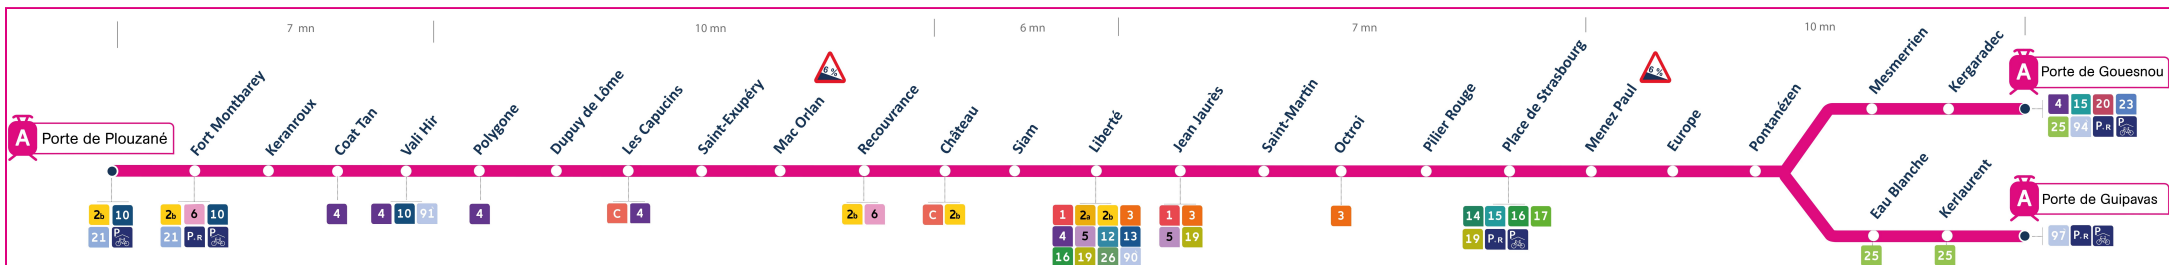 7 mn
10 mn
6 mn
7 mn
10 mn
6 %
6 %
A Porte de Plouzané
Fort Montbarey
Keranroux
Coat Tan
Vali Hir
Polygone
Dupuy de Lôme
Les Capucins
Saint-Exupéry
Mac Orlan
Recouvrance
Château
Siam
Liberté
Jean Jaurès
Saint-Martin
Octroi
Pilier Rouge
Place de Strasbourg
Menez Paul
Europe
Pontanézen
Mesmerrien
Kergaradec
A Porte de Gouesnou
4 15 20 23
25 94 P+R P
Eau Blanche
Kerlaurent
A Porte de Guipavas
97 P+R P
25
25
2b 10
21 P
2b 6 10
21 P+R P
4
4 10 91
4
C 4
2b 6
C 2b
1 2a 2b 3
4 5 12 13
16 19 26 90
1 3
5 19
3
14 15 16 17
19 P+R P